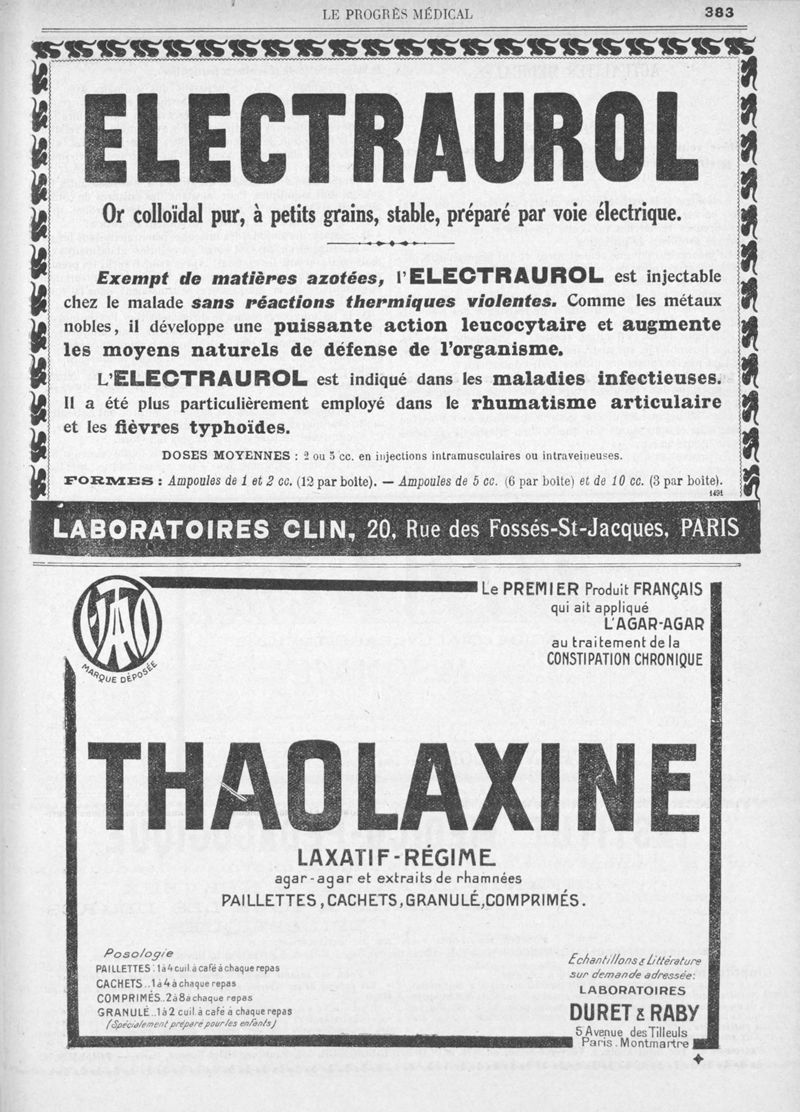 LE PROGRÈS MÉDICAL
383
ELECTRAUROL
Or colloïdal pur, à petits grains, stable, préparé par voie électrique.
Exempt de matières azotées, l'ELECTRAUROL est injectable
chez le malade sans réactions thermiques violentes. Comme les métaux
nobles, il développe une puissante action leucocytaire et augmente
les moyens naturels de défense de l'organisme.
L'ELECTRAUROL est indiqué dans les maladies infectieuses.
Il a été plus particulièrement employé dans le rhumatisme articulaire
et les fièvres typhoïdes.
DOSES MOYENNES : 2 ou 5 cc. en injections intramusculaires ou intraveineuses.
FORMES : Ampoules de 1 et 2 cc. (12 par boîte). — Ampoules de 5 cc. (6 par boîte) et de 10 cc. (3 par boîte).
1491
LABORATOIRES CLIN, 20, Rue des Fossés-St-Jacques, PARIS
THAO
MARQUE DÉPOSÉE
Le PREMIER Produit FRANÇAIS
qui ait appliqué
L'AGAR-AGAR
au traitement de la
CONSTIPATION CHRONIQUE
THAOLAXINE
LAXATIF-RÉGIME
agar-agar et extraits de rhamnées
PAILLETTES, CACHETS, GRANULÉ, COMPRIMÉS.
Posologie
PAILLETTES : 1 à 4 cuil. à café à chaque repas
CACHETS .. 1 à 4 à chaque repas
COMPRIMÉS .. 2 à 8 à chaque repas
GRANULÉ .. 1 à 2 cuil. à café à chaque repas
(Spécialement préparé pour les enfants)
Echantillons & Littérature
sur demande adressée:
LABORATOIRES
DURET & RABY
5 Avenue des Tilleuls
Paris. Montmartre